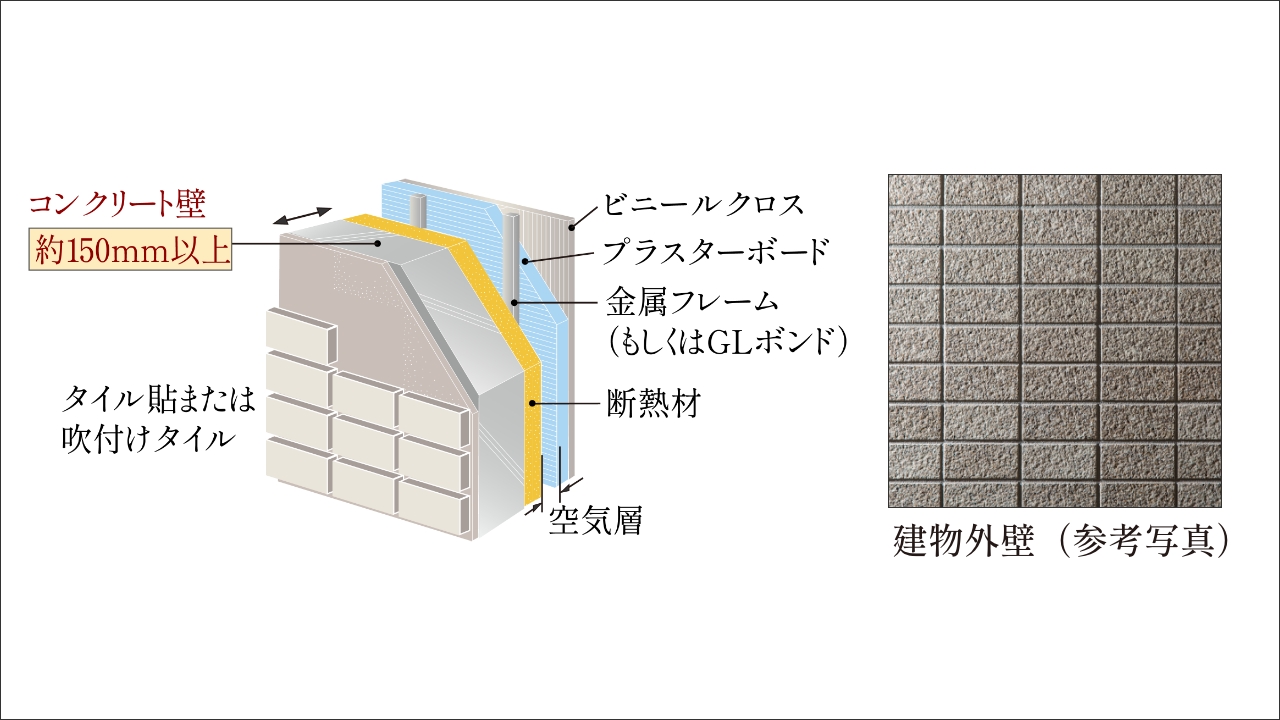 コンクリート壁
約150mm以上
タイル貼または
吹付けタイル
ビニールクロス
プラスターボード
金属フレーム
(もしくはGLボンド)
断熱材
空気層
建物外壁（参考写真）